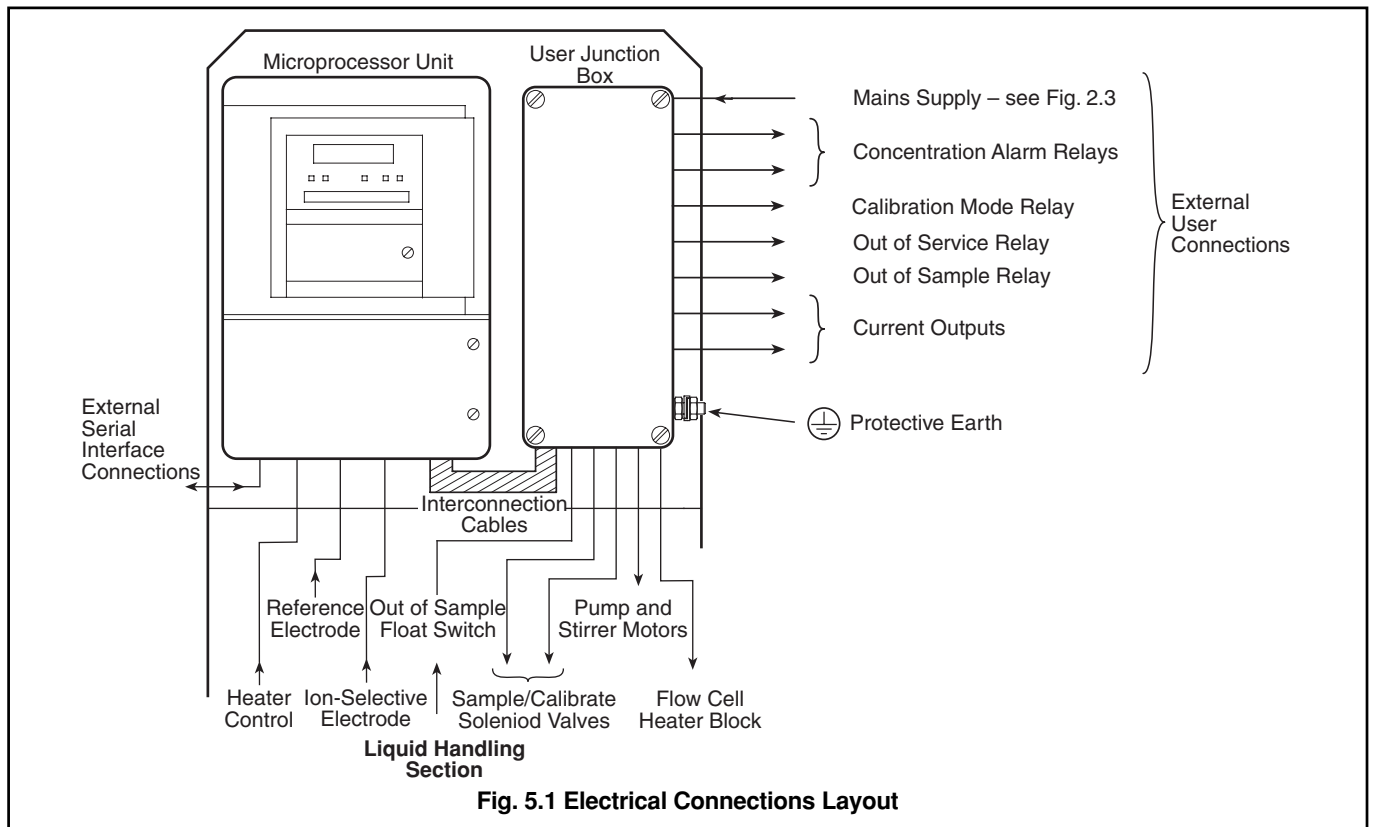 Microprocessor Unit
User Junction
Box
Mains Supply – see Fig. 2.3
Concentration Alarm Relays
Calibration Mode Relay
Out of Service Relay
Out of Sample Relay
Current Outputs
External
User
Connections
Protective Earth
External
Serial
Interface
Connections
Interconnection
Cables
Reference
Electrode
Out of Sample
Float Switch
Pump and
Stirrer Motors
Heater
Control
Ion-Selective
Electrode
Sample/Calibrate
Soleniod Valves
Flow Cell
Heater Block
Liquid Handling
Section
Fig. 5.1 Electrical Connections Layout